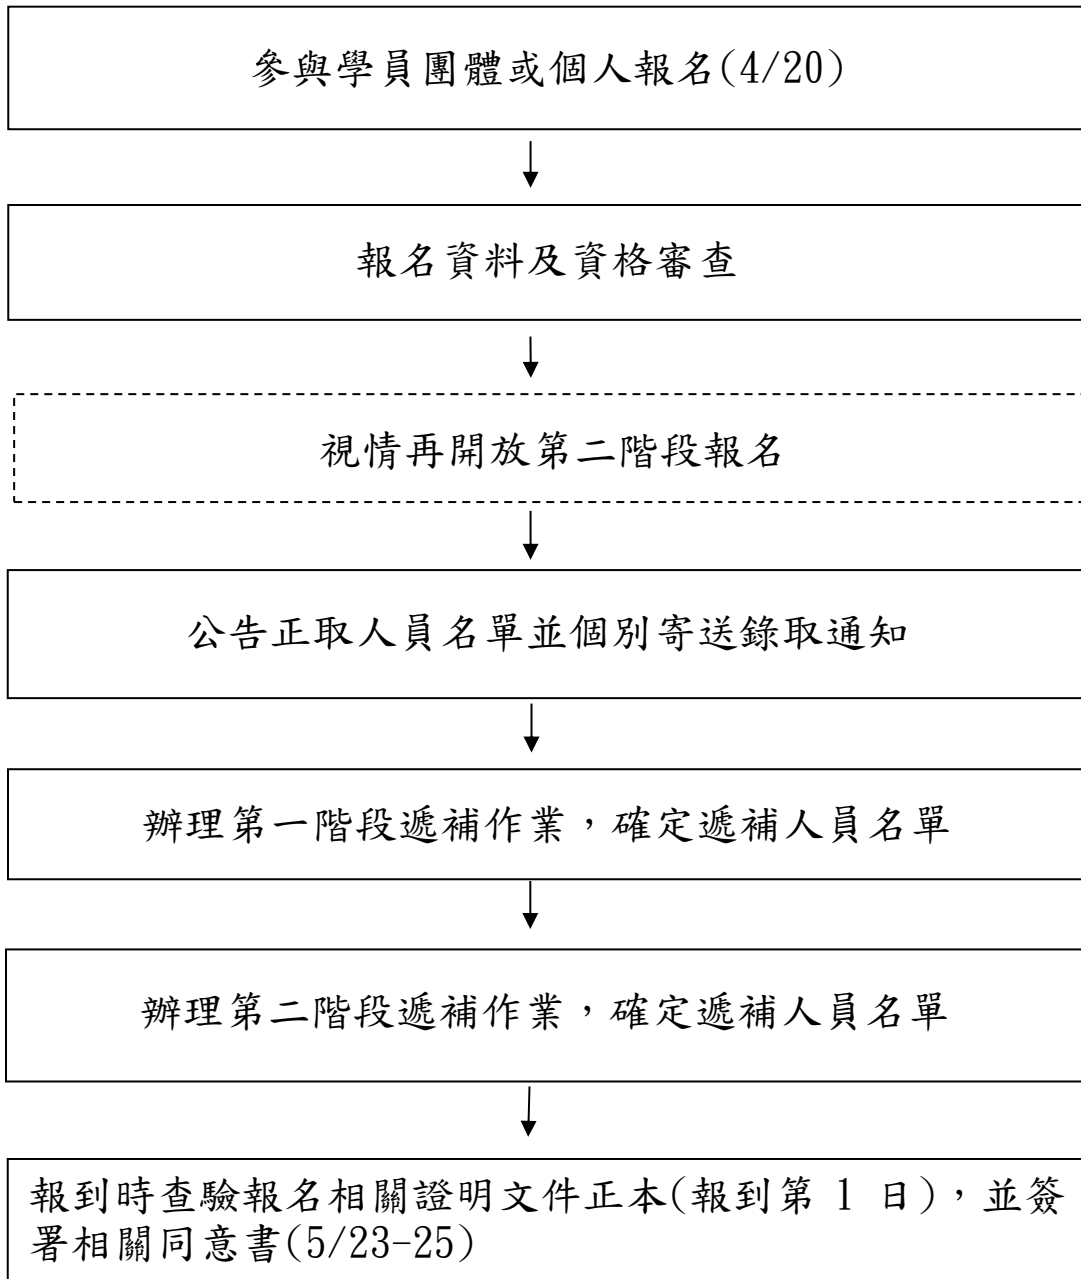 參與學員團體或個人報名(4/20)
報名資料及資格審查
視情再開放第二階段報名
公告正取人員名單並個別寄送錄取通知
辦理第一階段遞補作業，確定遞補人員名單
辦理第二階段遞補作業，確定遞補人員名單
報到時查驗報名相關證明文件正本(報到第 1 日)，並簽
署相關同意書(5/23-25)